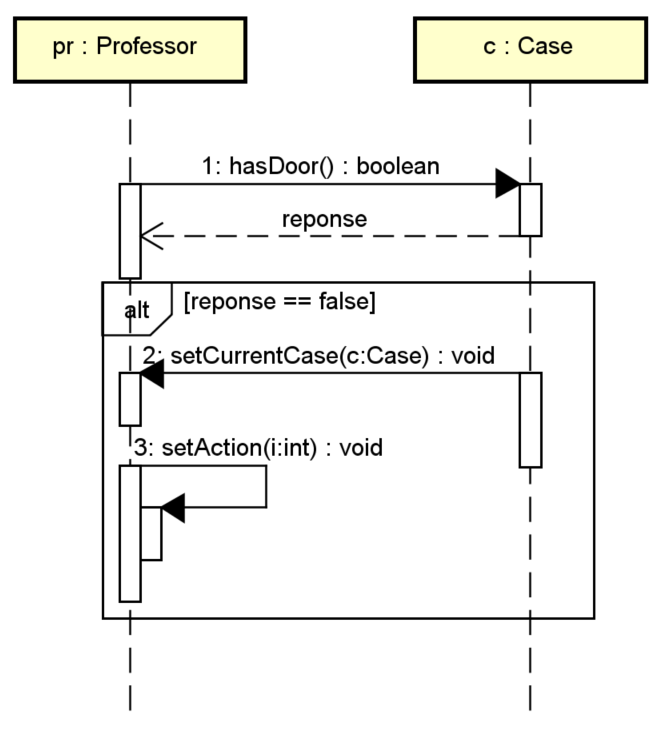 pr : Professor
c : Case
1: hasDoor() : boolean
reponse
alt
[reponse == false]
2: setCurrentCase(c:Case) : void
3: setAction(i:int) : void